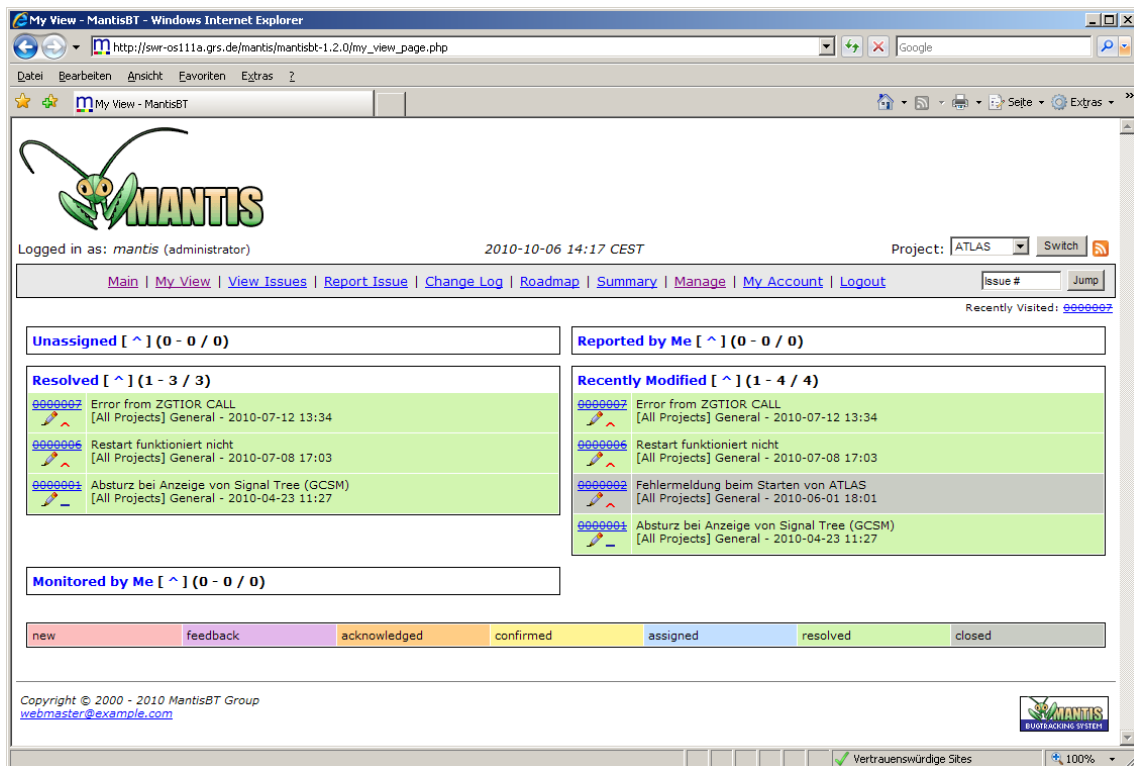 My View - MantisBT - Windows Internet Explorer
http://swr-os111a.grs.de/mantis/mantisbt-1.2.0/my_view_page.php
Google
Datei Bearbeiten Ansicht Favoriten Extras ?
My View - MantisBT
Seite Extras »
MANTIS
Logged in as: mantis (administrator) 2010-10-06 14:17 CEST Project: ATLAS Switch
Main | My View | View Issues | Report Issue | Change Log | Roadmap | Summary | Manage | My Account | Logout Issue # Jump
Recently Visited: 0000007
Unassigned [ ^ ] (0 - 0 / 0)
Reported by Me [ ^ ] (0 - 0 / 0)
Resolved [ ^ ] (1 - 3 / 3)
0000007 Error from ZGTIOR CALL
[All Projects] General - 2010-07-12 13:34
0000006 Restart funktioniert nicht
[All Projects] General - 2010-07-08 17:03
0000001 Absturz bei Anzeige von Signal Tree (GCSM)
[All Projects] General - 2010-04-23 11:27
Recently Modified [ ^ ] (1 - 4 / 4)
0000007 Error from ZGTIOR CALL
[All Projects] General - 2010-07-12 13:34
0000006 Restart funktioniert nicht
[All Projects] General - 2010-07-08 17:03
0000002 Fehlermeldung beim Starten von ATLAS
[All Projects] General - 2010-06-01 18:01
0000001 Absturz bei Anzeige von Signal Tree (GCSM)
[All Projects] General - 2010-04-23 11:27
Monitored by Me [ ^ ] (0 - 0 / 0)
new feedback acknowledged confirmed assigned resolved closed
Copyright © 2000 - 2010 MantisBT Group
webmaster@example.com
MANTIS
BUGTRACKING SYSTEM
Vertrauenswürdige Sites 100%